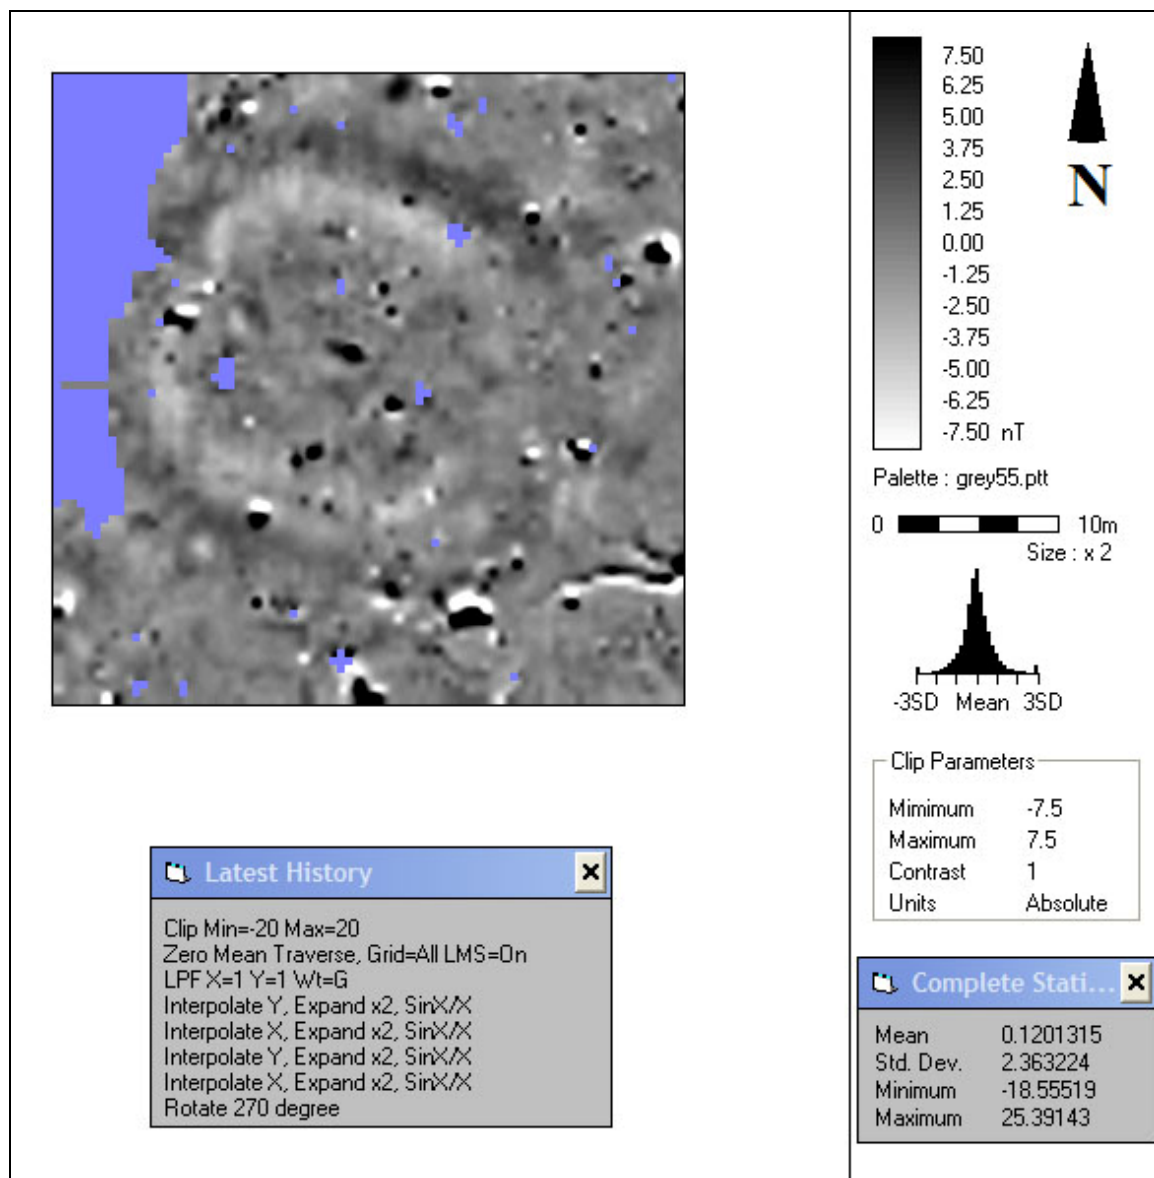 7.50
6.25
5.00
3.75
2.50
1.25
0.00
-1.25
-2.50
-3.75
-5.00
-6.25
-7.50 nT
N
Palette : grey55.ptt
0 10m
Size : x 2
-3SD Mean 3SD
Clip Parameters
Mimimum -7.5
Maximum 7.5
Contrast 1
Units Absolute
Latest History
Clip Min=-20 Max=20
Zero Mean Traverse, Grid=All LMS=On
LPF X=1 Y=1 Wt=G
Interpolate Y, Expand x2, SinX/X
Interpolate X, Expand x2, SinX/X
Interpolate Y, Expand x2, SinX/X
Interpolate X, Expand x2, SinX/X
Rotate 270 degree
Complete Stati...
Mean 0.1201315
Std. Dev. 2.363224
Minimum -18.55519
Maximum 25.39143